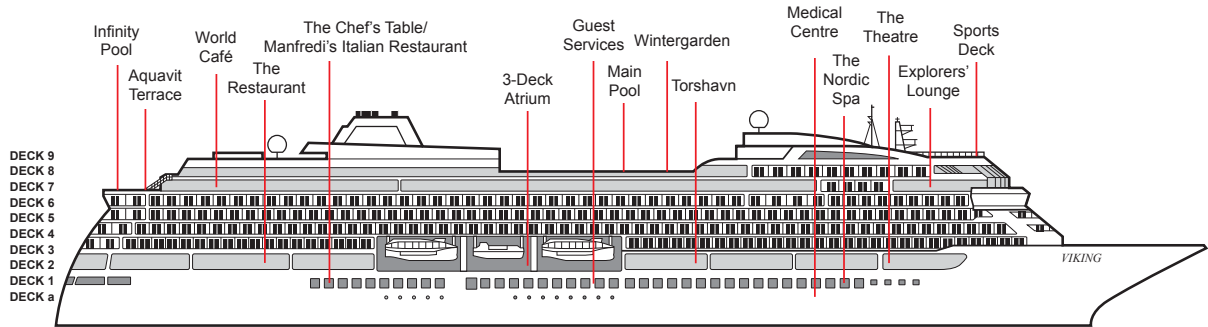 Infinity
Pool
Aquavit
Terrace
World
Café
The
Restaurant
The Chef's Table/
Manfredi's Italian Restaurant
3-Deck
Atrium
Guest
Services
Main
Pool
Wintergarden
Torshavn
Medical
Centre
The
Nordic
Spa
The
Theatre
Explorers'
Lounge
Sports
Deck
DECK 9
DECK 8
DECK 7
DECK 6
DECK 5
DECK 4
DECK 3
DECK 2
DECK 1
DECK a
VIKING